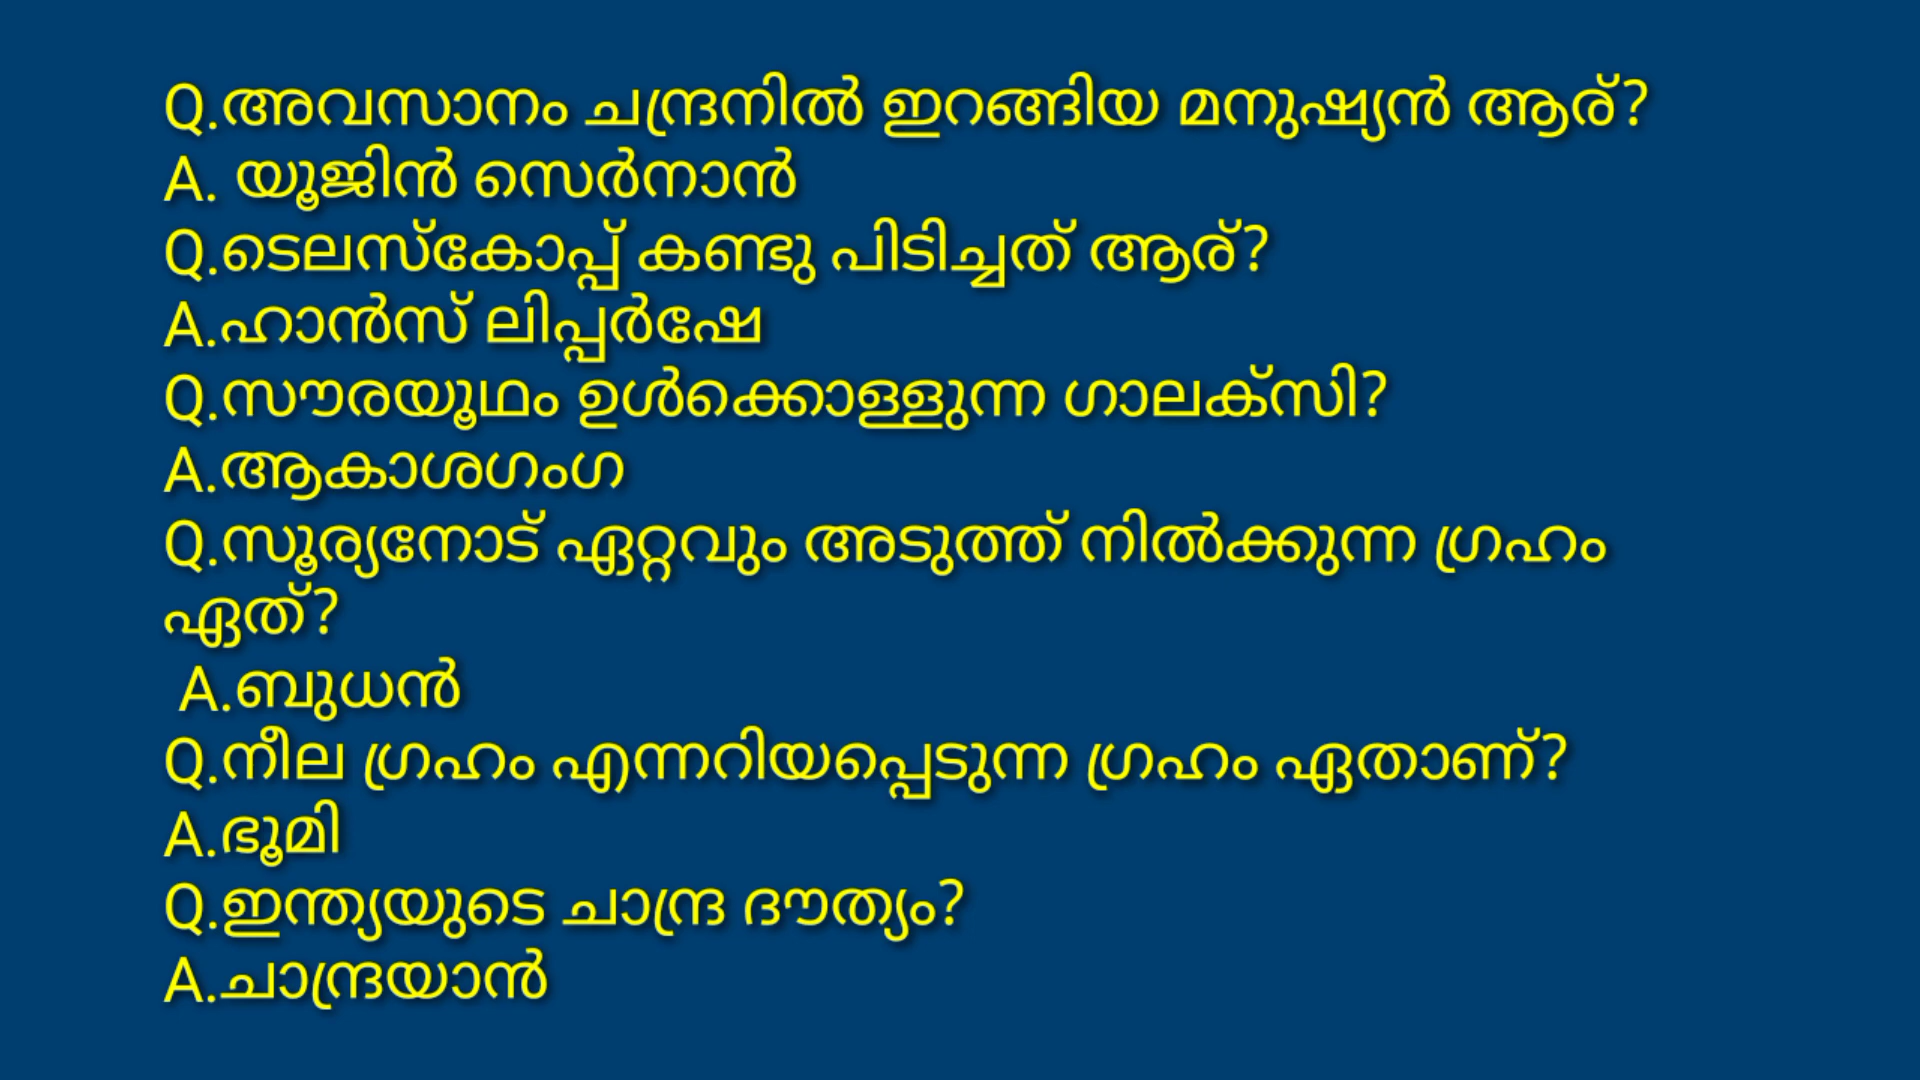 Q.അവസാനം ചന്ദ്രനിൽ ഇറങ്ങിയ മനുഷ്യൻ ആര്?
A. യൂജിൻ സെർനാൻ
Q.ടെലസ്കോപ്പ് കണ്ടു പിടിച്ചത് ആര്?
A.ഹാൻസ് ലിപ്പർഷേ
Q.സൗരയൂഥം ഉൾക്കൊള്ളുന്ന ഗാലക്സി?
A.ആകാശഗംഗ
Q.സൂര്യനോട് ഏറ്റവും അടുത്ത് നിൽക്കുന്ന ഗ്രഹം
ഏത്?
A.ബുധൻ
Q.നീല ഗ്രഹം എന്നറിയപ്പെടുന്ന ഗ്രഹം ഏതാണ്?
A.ഭൂമി
Q.ഇന്ത്യയുടെ ചാന്ദ്ര ദൗത്യം?
A.ചാന്ദ്രയാൻ